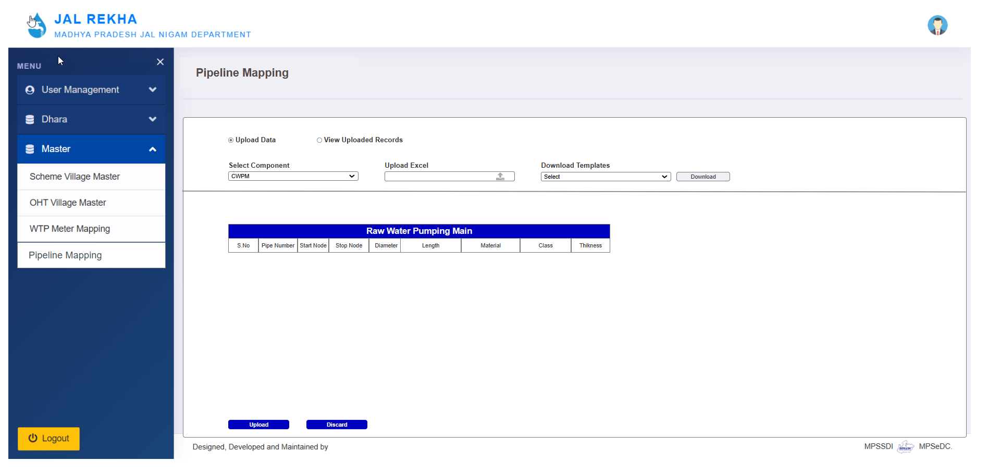 JAL REKHA
MADHYA PRADESH JAL NIGAM DEPARTMENT
MENU
User Management
Dhara
Master
Scheme Village Master
OHT Village Master
WTP Meter Mapping
Pipeline Mapping
Logout
Pipeline Mapping
Upload Data View Uploaded Records
Select Component Upload Excel Download Templates
CWPM Select Download
Raw Water Pumping Main
S.No Pipe Number Start Node Stop Node Diameter Length Material Class Thikness
Upload Discard
Designed, Developed and Maintained by MPSSDI MPSeDC.